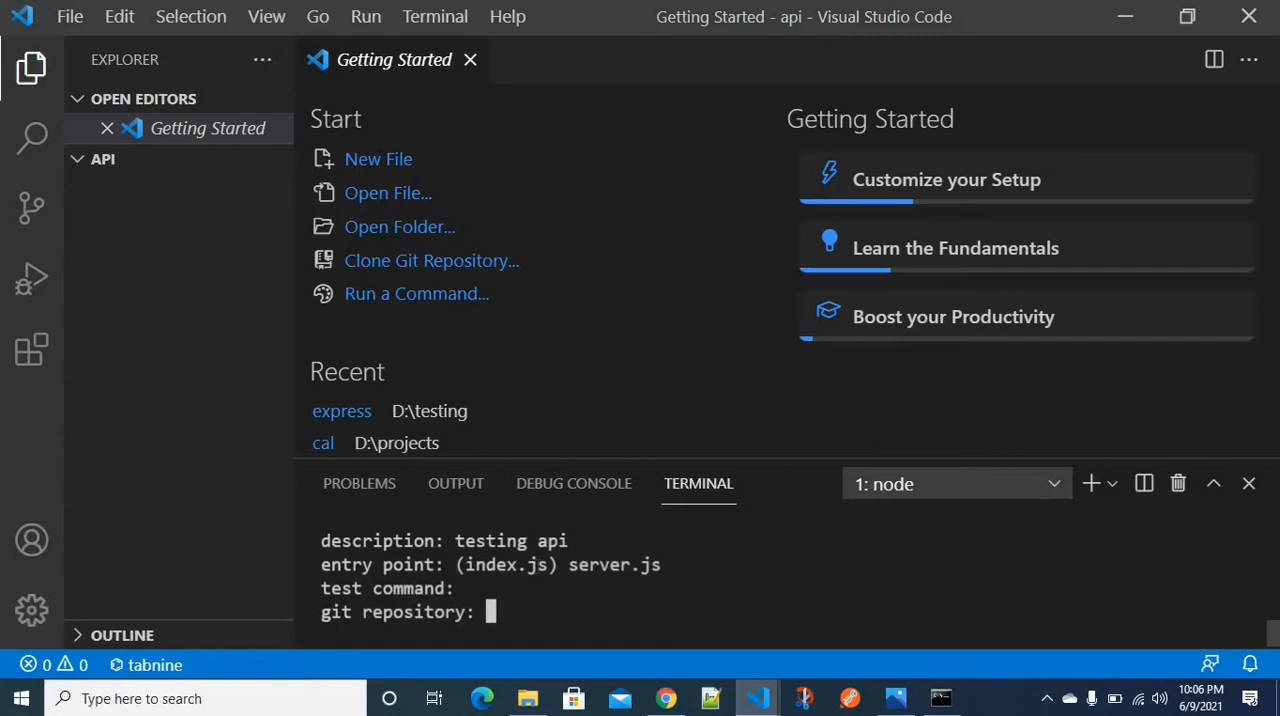 File Edit Selection View Go Run Terminal Help Getting Started - api - Visual Studio Code
EXPLORER
OPEN EDITORS
Getting Started
API
OUTLINE
Getting Started
Start
New File
Open File...
Open Folder...
Clone Git Repository...
Run a Command...
Recent
express D:\testing
cal D:\projects
Getting Started
Customize your Setup
Learn the Fundamentals
Boost your Productivity
PROBLEMS OUTPUT DEBUG CONSOLE TERMINAL 1: node
description: testing api
entry point: (index.js) server.js
test command:
git repository:
0 0 tabnine
Type here to search
10:06 PM
6/9/2021